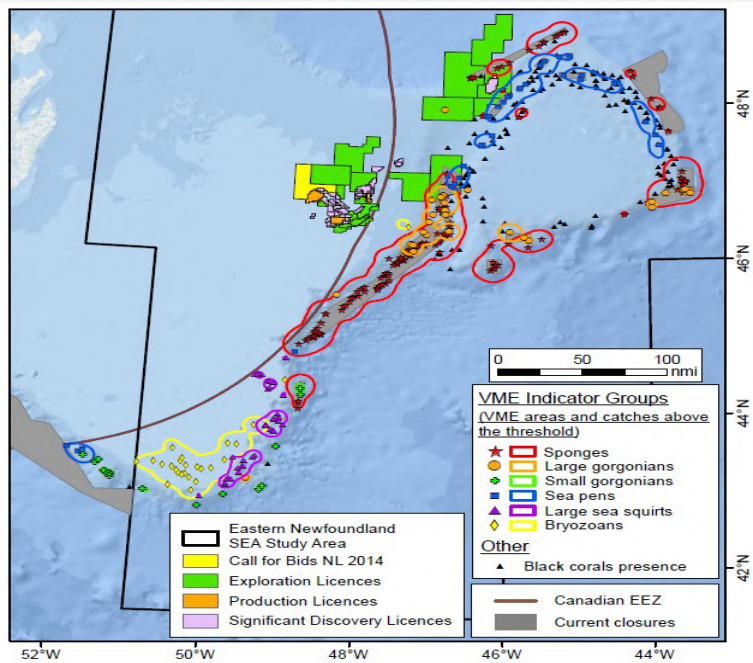 48°N
46°N
0 50 100
nmi
44°N
VME Indicator Groups
(VME areas and catches above
the threshold)
Sponges
Large gorgonians
Small gorgonians
Sea pens
Large sea squirts
Bryozoans
Other
Black corals presence
Eastern Newfoundland
SEA Study Area
Call for Bids NL 2014
Exploration Licences
Production Licences
Significant Discovery Licences
42°N
Canadian EEZ
Current closures
52°W 50°W 48°W 46°W 44°W